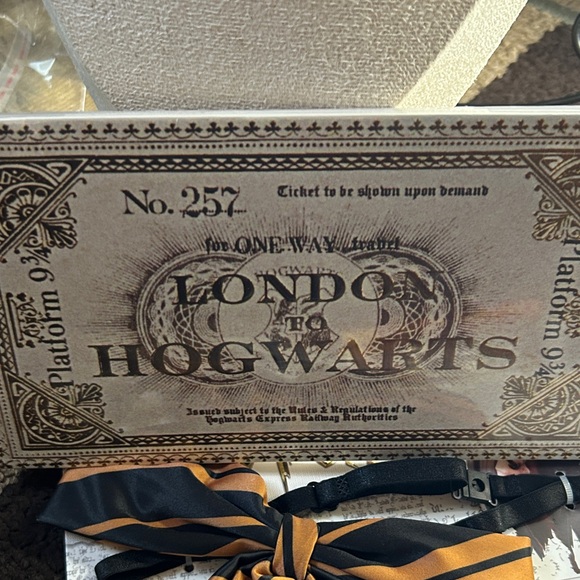 No. 257
Ticket to be shown upon demand
for ONE WAY travel
HOGWARTS
LONDON
TO
HOGWARTS
Issued subject to the Rules & Regulations of the
Hogwarts Express Railway Authorities
Platform 9¾
Platform 9¾